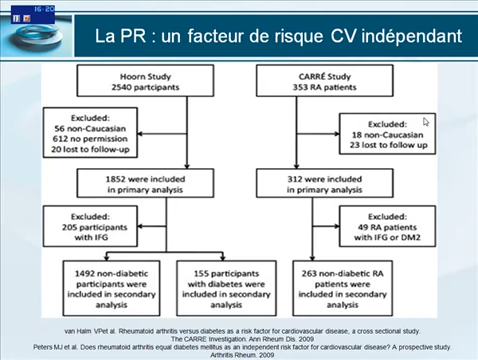 16:20
La PR : un facteur de risque CV indépendant
Hoorn Study
2540 partcipants
CARRÉ Study
353 RA patients
Excluded:
56 non-Caucasian
612 no permission
20 lost to follow-up
Excluded:
18 non-Caucasian
23 lost to follow up
1852 were included
in primary analysis
312 were included
in primary analysis
Excluded:
205 participants
with IFG
Excluded:
49 RA patients
with IFG or DM2
1492 non-diabetic
participants were
included in secondary
analysis
155 participants
with diabetes were
included in secondary
analysis
263 non-diabetic RA
patients were
included in secondary
analysis
van Halm VPet al. Rheumatoid arthritis versus diabetes as a risk factor for cardiovascular disease, a cross sectional study.
The CARRE Investigation. Ann Rheum Dis. 2009
Peters MJ et al. Does rheumatoid arthritis equal diabetes mellitus as an independent risk factor for cardiovascular disease? A prospective study.
Arthritis Rheum. 2009